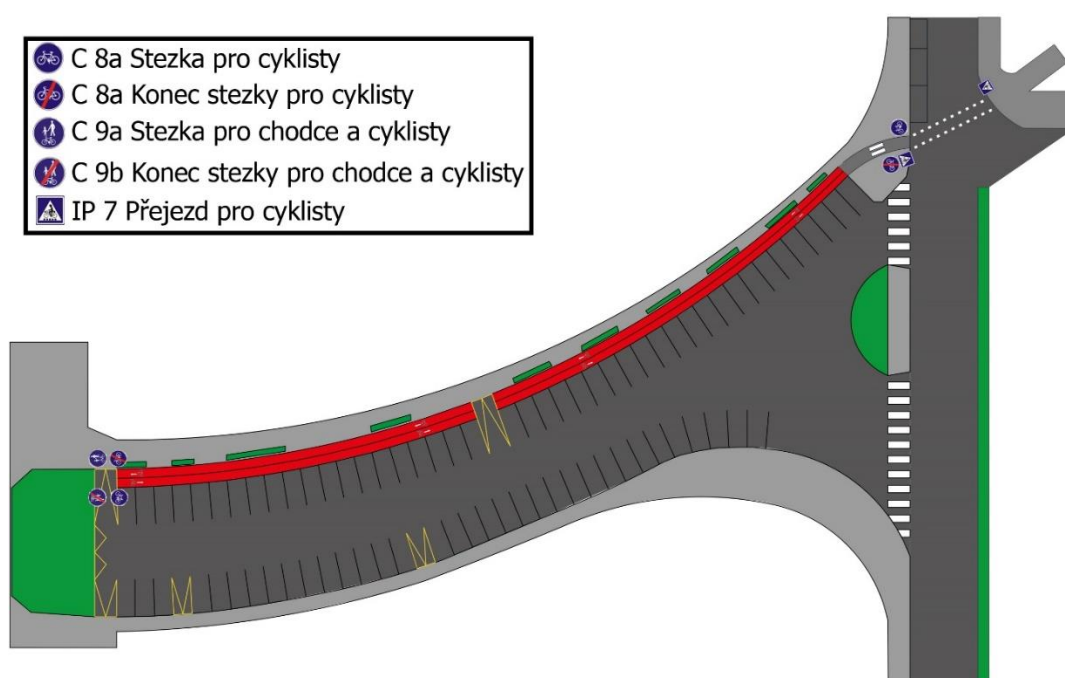 C 8a Stezka pro cyklisty
C 8a Konec stezky pro cyklisty
C 9a Stezka pro chodce a cyklisty
C 9b Konec stezky pro chodce a cyklisty
IP 7 Přejezd pro cyklisty